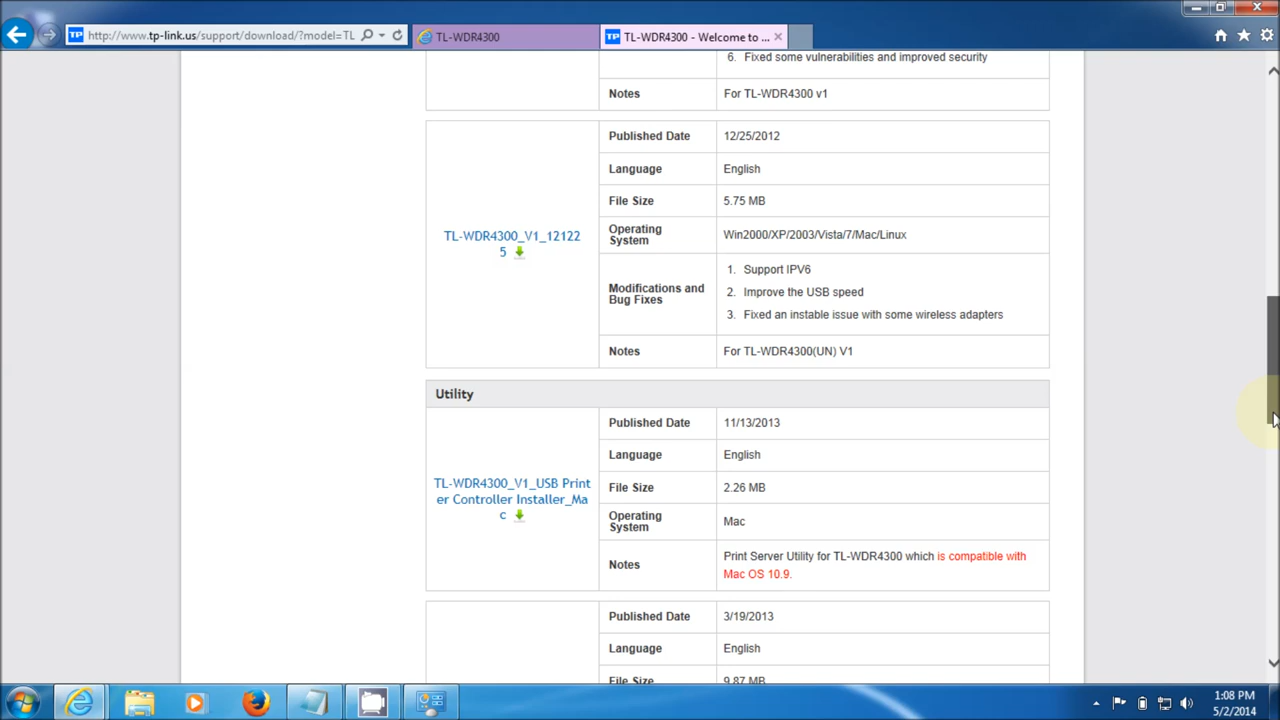 http://www.tp-link.us/support/download/?model=TL
TL-WDR4300
TL-WDR4300 - Welcome to ...
6. Fixed some vulnerabilities and improved security
Notes
For TL-WDR4300 v1
TL-WDR4300_V1_12122
5
Published Date
12/25/2012
Language
English
File Size
5.75 MB
Operating
System
Win2000/XP/2003/Vista/7/Mac/Linux
Modifications and
Bug Fixes
1. Support IPV6
2. Improve the USB speed
3. Fixed an instable issue with some wireless adapters
Notes
For TL-WDR4300(UN) V1
Utility
TL-WDR4300_V1_USB Print
er Controller Installer_Ma
c
Published Date
11/13/2013
Language
English
File Size
2.26 MB
Operating
System
Mac
Notes
Print Server Utility for TL-WDR4300 which is compatible with
Mac OS 10.9.
Published Date
3/19/2013
Language
English
File Size
9.87 MB
1:08 PM
5/2/2014